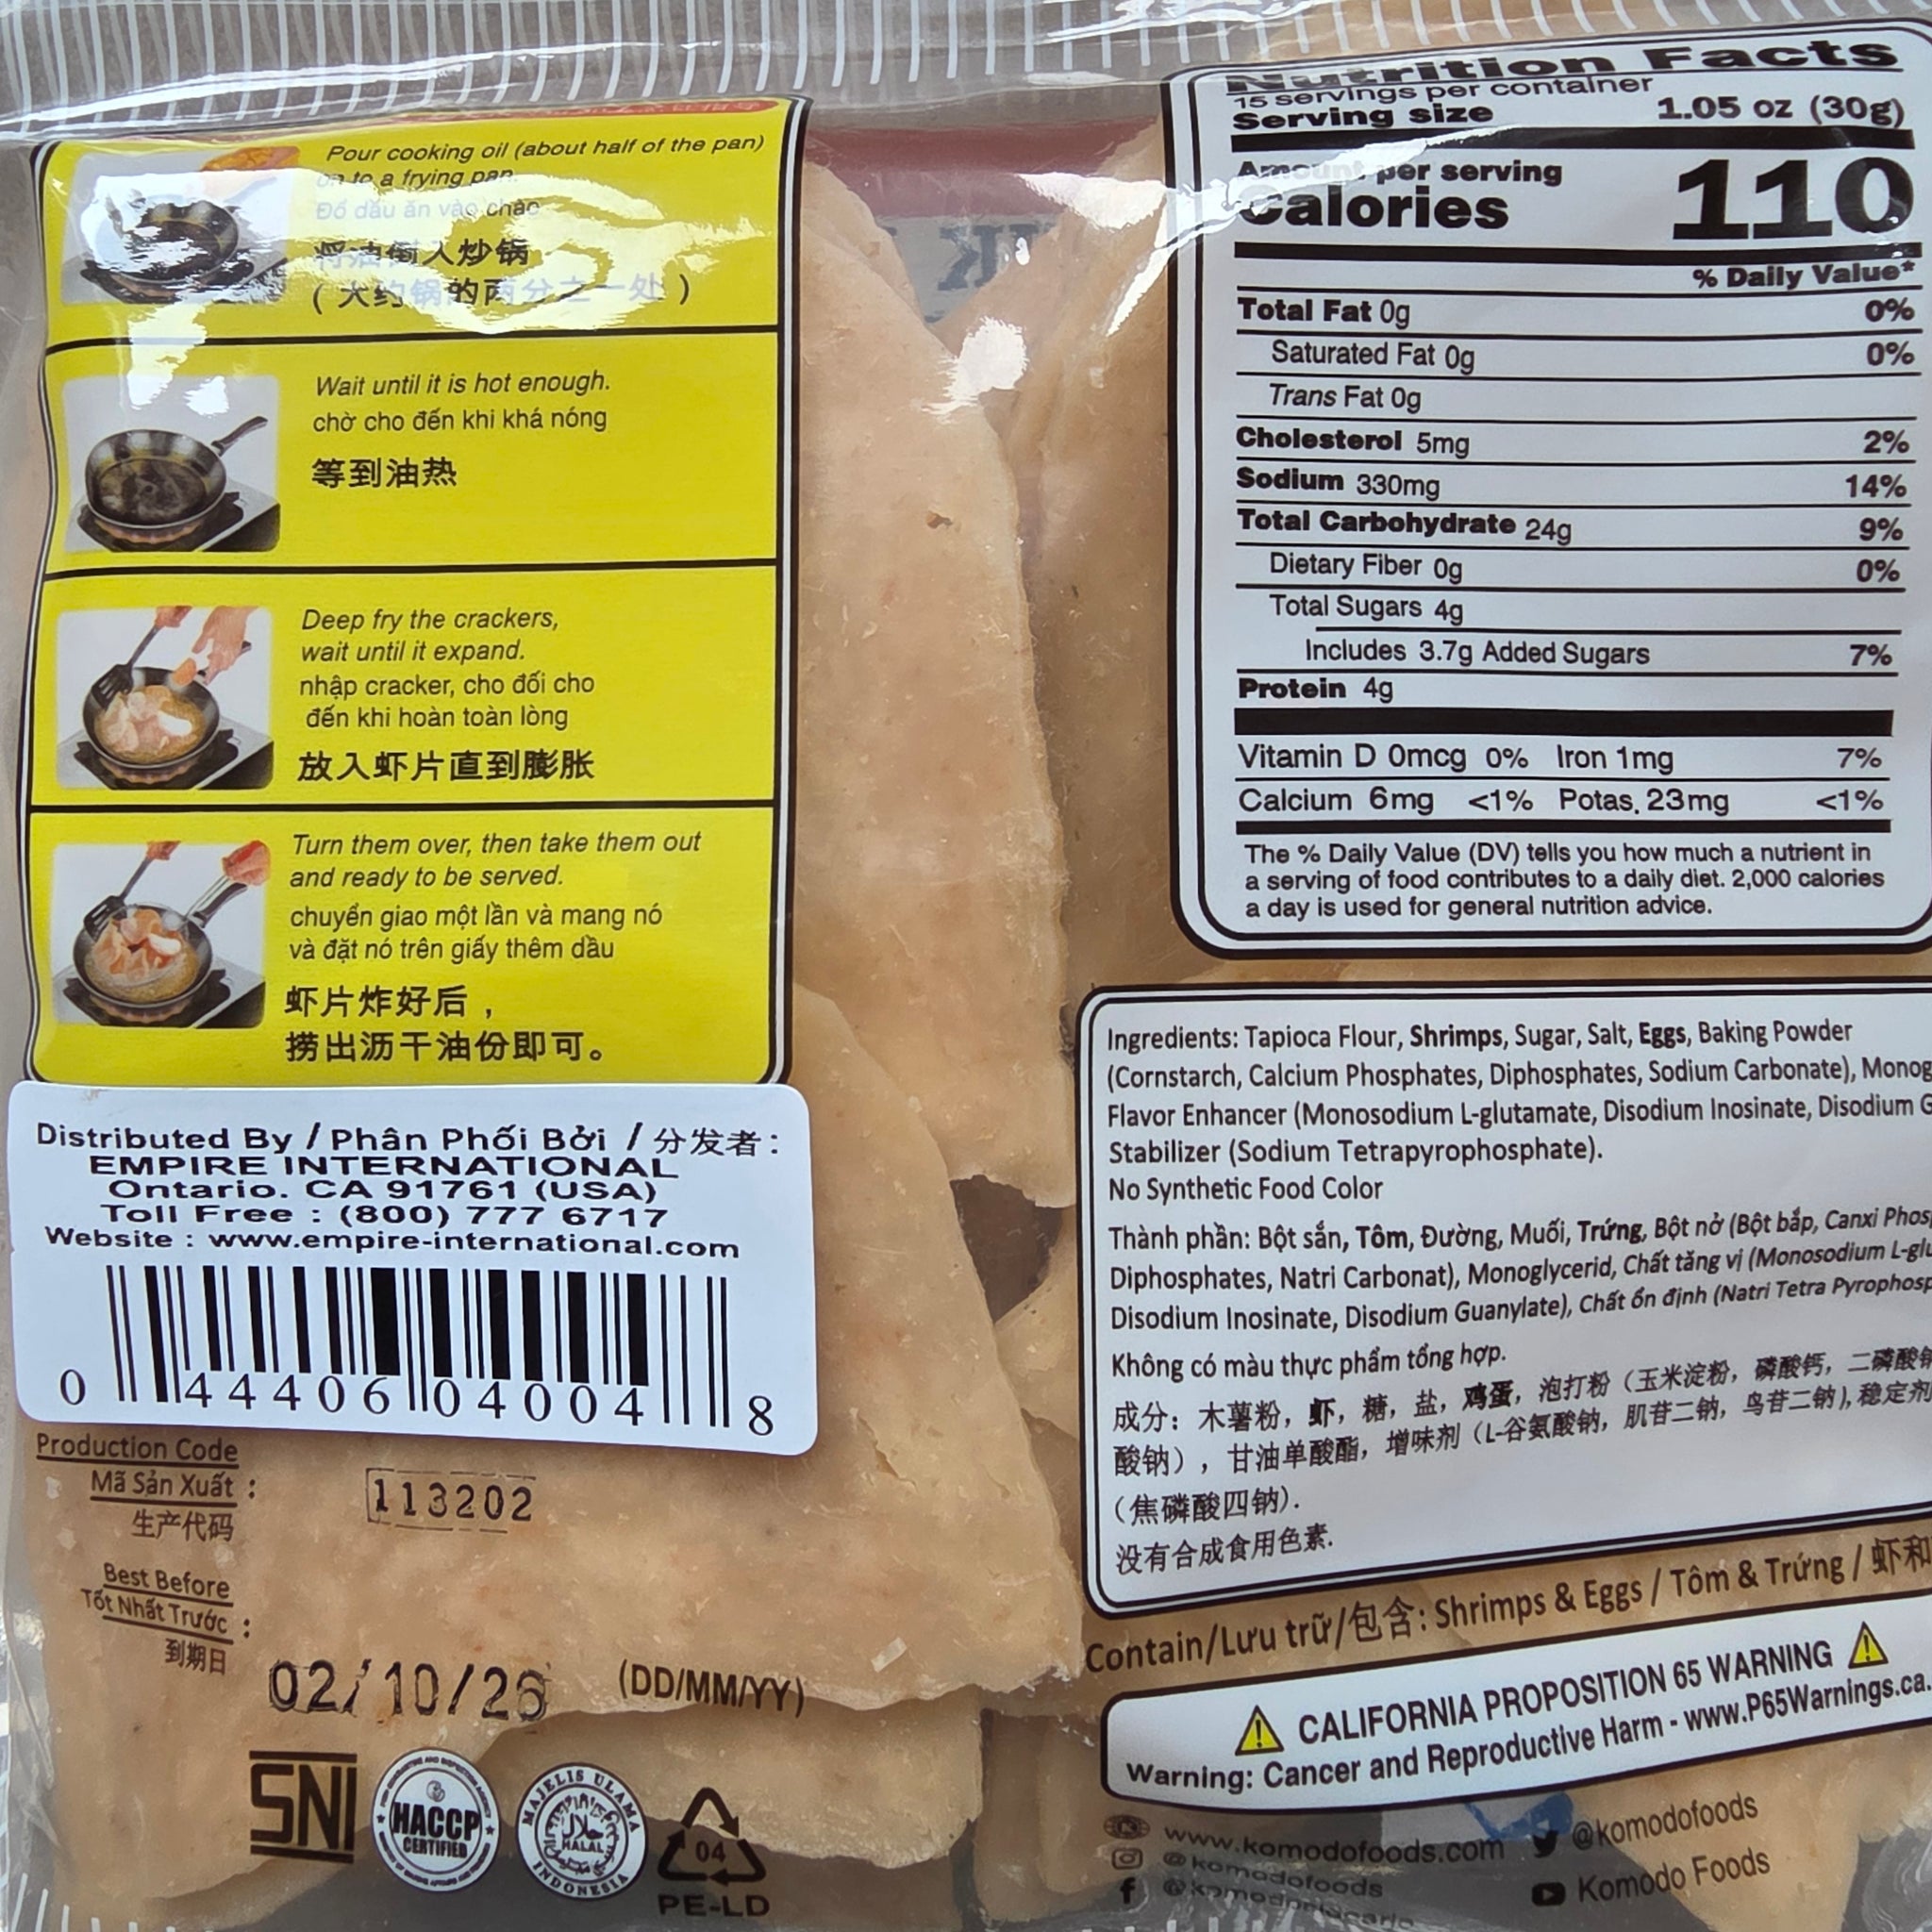 Pour cooking oil (about half of the pan)
on to a frying pan.
Đổ dầu ăn vào chảo
将油倒入炒锅
(大约锅的两分之一处)
Wait until it is hot enough.
chờ cho đến khi khá nóng
等到油热
Deep fry the crackers,
wait until it expand.
nhập cracker, cho đối cho
đến khi hoàn toàn lòng
放入虾片直到膨胀
Turn them over, then take them out
and ready to be served.
chuyển giao một lần và mang nó
và đặt nó trên giấy thêm dầu
虾片炸好后，
捞出沥干油份即可。
Distributed By / Phân Phối Bởi / 分发者:
EMPIRE INTERNATIONAL
Ontario. CA 91761 (USA)
Toll Free : (800) 777 6717
Website : www.empire-international.com
0 44406 04004 8
Production Code
Mã Sản Xuất :
生产代码
113202
Best Before
Tốt Nhất Trước :
到期日
02/10/26 (DD/MM/YY)
SNI
HACCP
CERTIFIED
MAJELIS ULAMA
HALAL
INDONESIA
04
PE-LD
Nutrition Facts
15 servings per container
Serving size 1.05 oz (30g)
Amount per serving
Calories 110
% Daily Value*
Total Fat 0g 0%
Saturated Fat 0g 0%
Trans Fat 0g
Cholesterol 5mg 2%
Sodium 330mg 14%
Total Carbohydrate 24g 9%
Dietary Fiber 0g 0%
Total Sugars 4g
Includes 3.7g Added Sugars 7%
Protein 4g
Vitamin D 0mcg 0% Iron 1mg 7%
Calcium 6mg <1% Potas. 23mg <1%
The % Daily Value (DV) tells you how much a nutrient in
a serving of food contributes to a daily diet. 2,000 calories
a day is used for general nutrition advice.
Ingredients: Tapioca Flour, Shrimps, Sugar, Salt, Eggs, Baking Powder
(Cornstarch, Calcium Phosphates, Diphosphates, Sodium Carbonate), Monog
Flavor Enhancer (Monosodium L-glutamate, Disodium Inosinate, Disodium G
Stabilizer (Sodium Tetrapyrophosphate).
No Synthetic Food Color
Thành phần: Bột sắn, Tôm, Đường, Muối, Trứng, Bột nở (Bột bắp, Canxi Phos
Diphosphates, Natri Carbonat), Monoglycerid, Chất tăng vị (Monosodium L-glu
Disodium Inosinate, Disodium Guanylate), Chất ổn định (Natri Tetra Pyrophosp
Không có màu thực phẩm tổng hợp.
成分：木薯粉，虾，糖，盐，鸡蛋，泡打粉（玉米淀粉，磷酸钙，二磷酸钠
酸钠），甘油单酸酯，增味剂（L-谷氨酸钠，肌苷二钠，鸟苷二钠），稳定剂
（焦磷酸四钠）.
没有合成食用色素.
Contain/Lưu trữ/包含: Shrimps & Eggs / Tôm & Trứng / 虾和
CALIFORNIA PROPOSITION 65 WARNING
Warning: Cancer and Reproductive Harm - www.P65Warnings.ca.
www.komodofoods.com @komodofoods
@komodofoods Komodo Foods